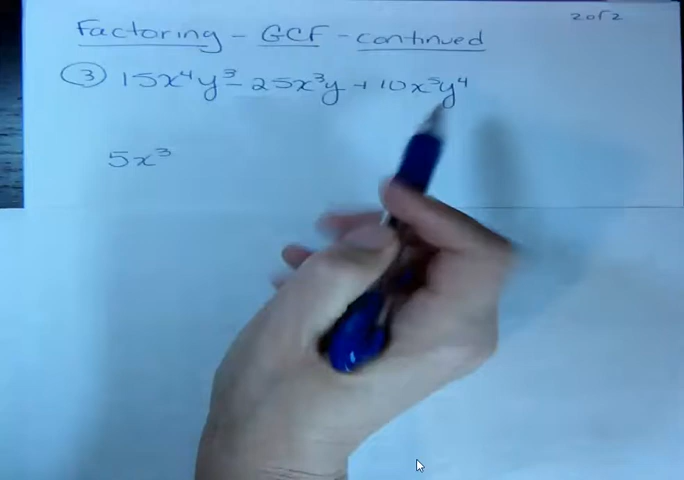 2 of 2
Factoring - GCF - continued
③ 15x⁴y³ - 25x³y + 10x⁵y⁴
5x³